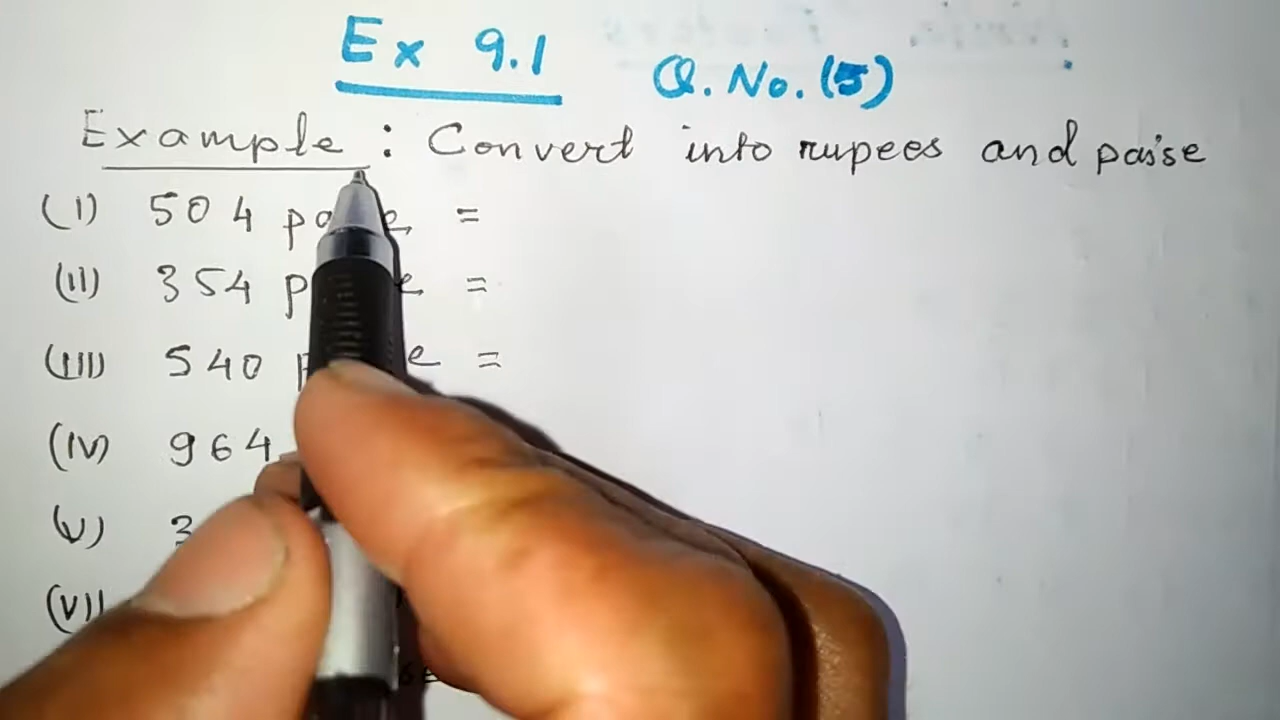 Ex 9.1 Q. No. (5)
Example : Convert into rupees and paise
(I) 504 =
(II) 354 =
(III) 540 =
(IV) 964
(V) 3
(VI)